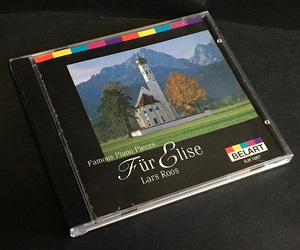 Famous Piano Pieces
Für Elise
Lars Roos
BELART